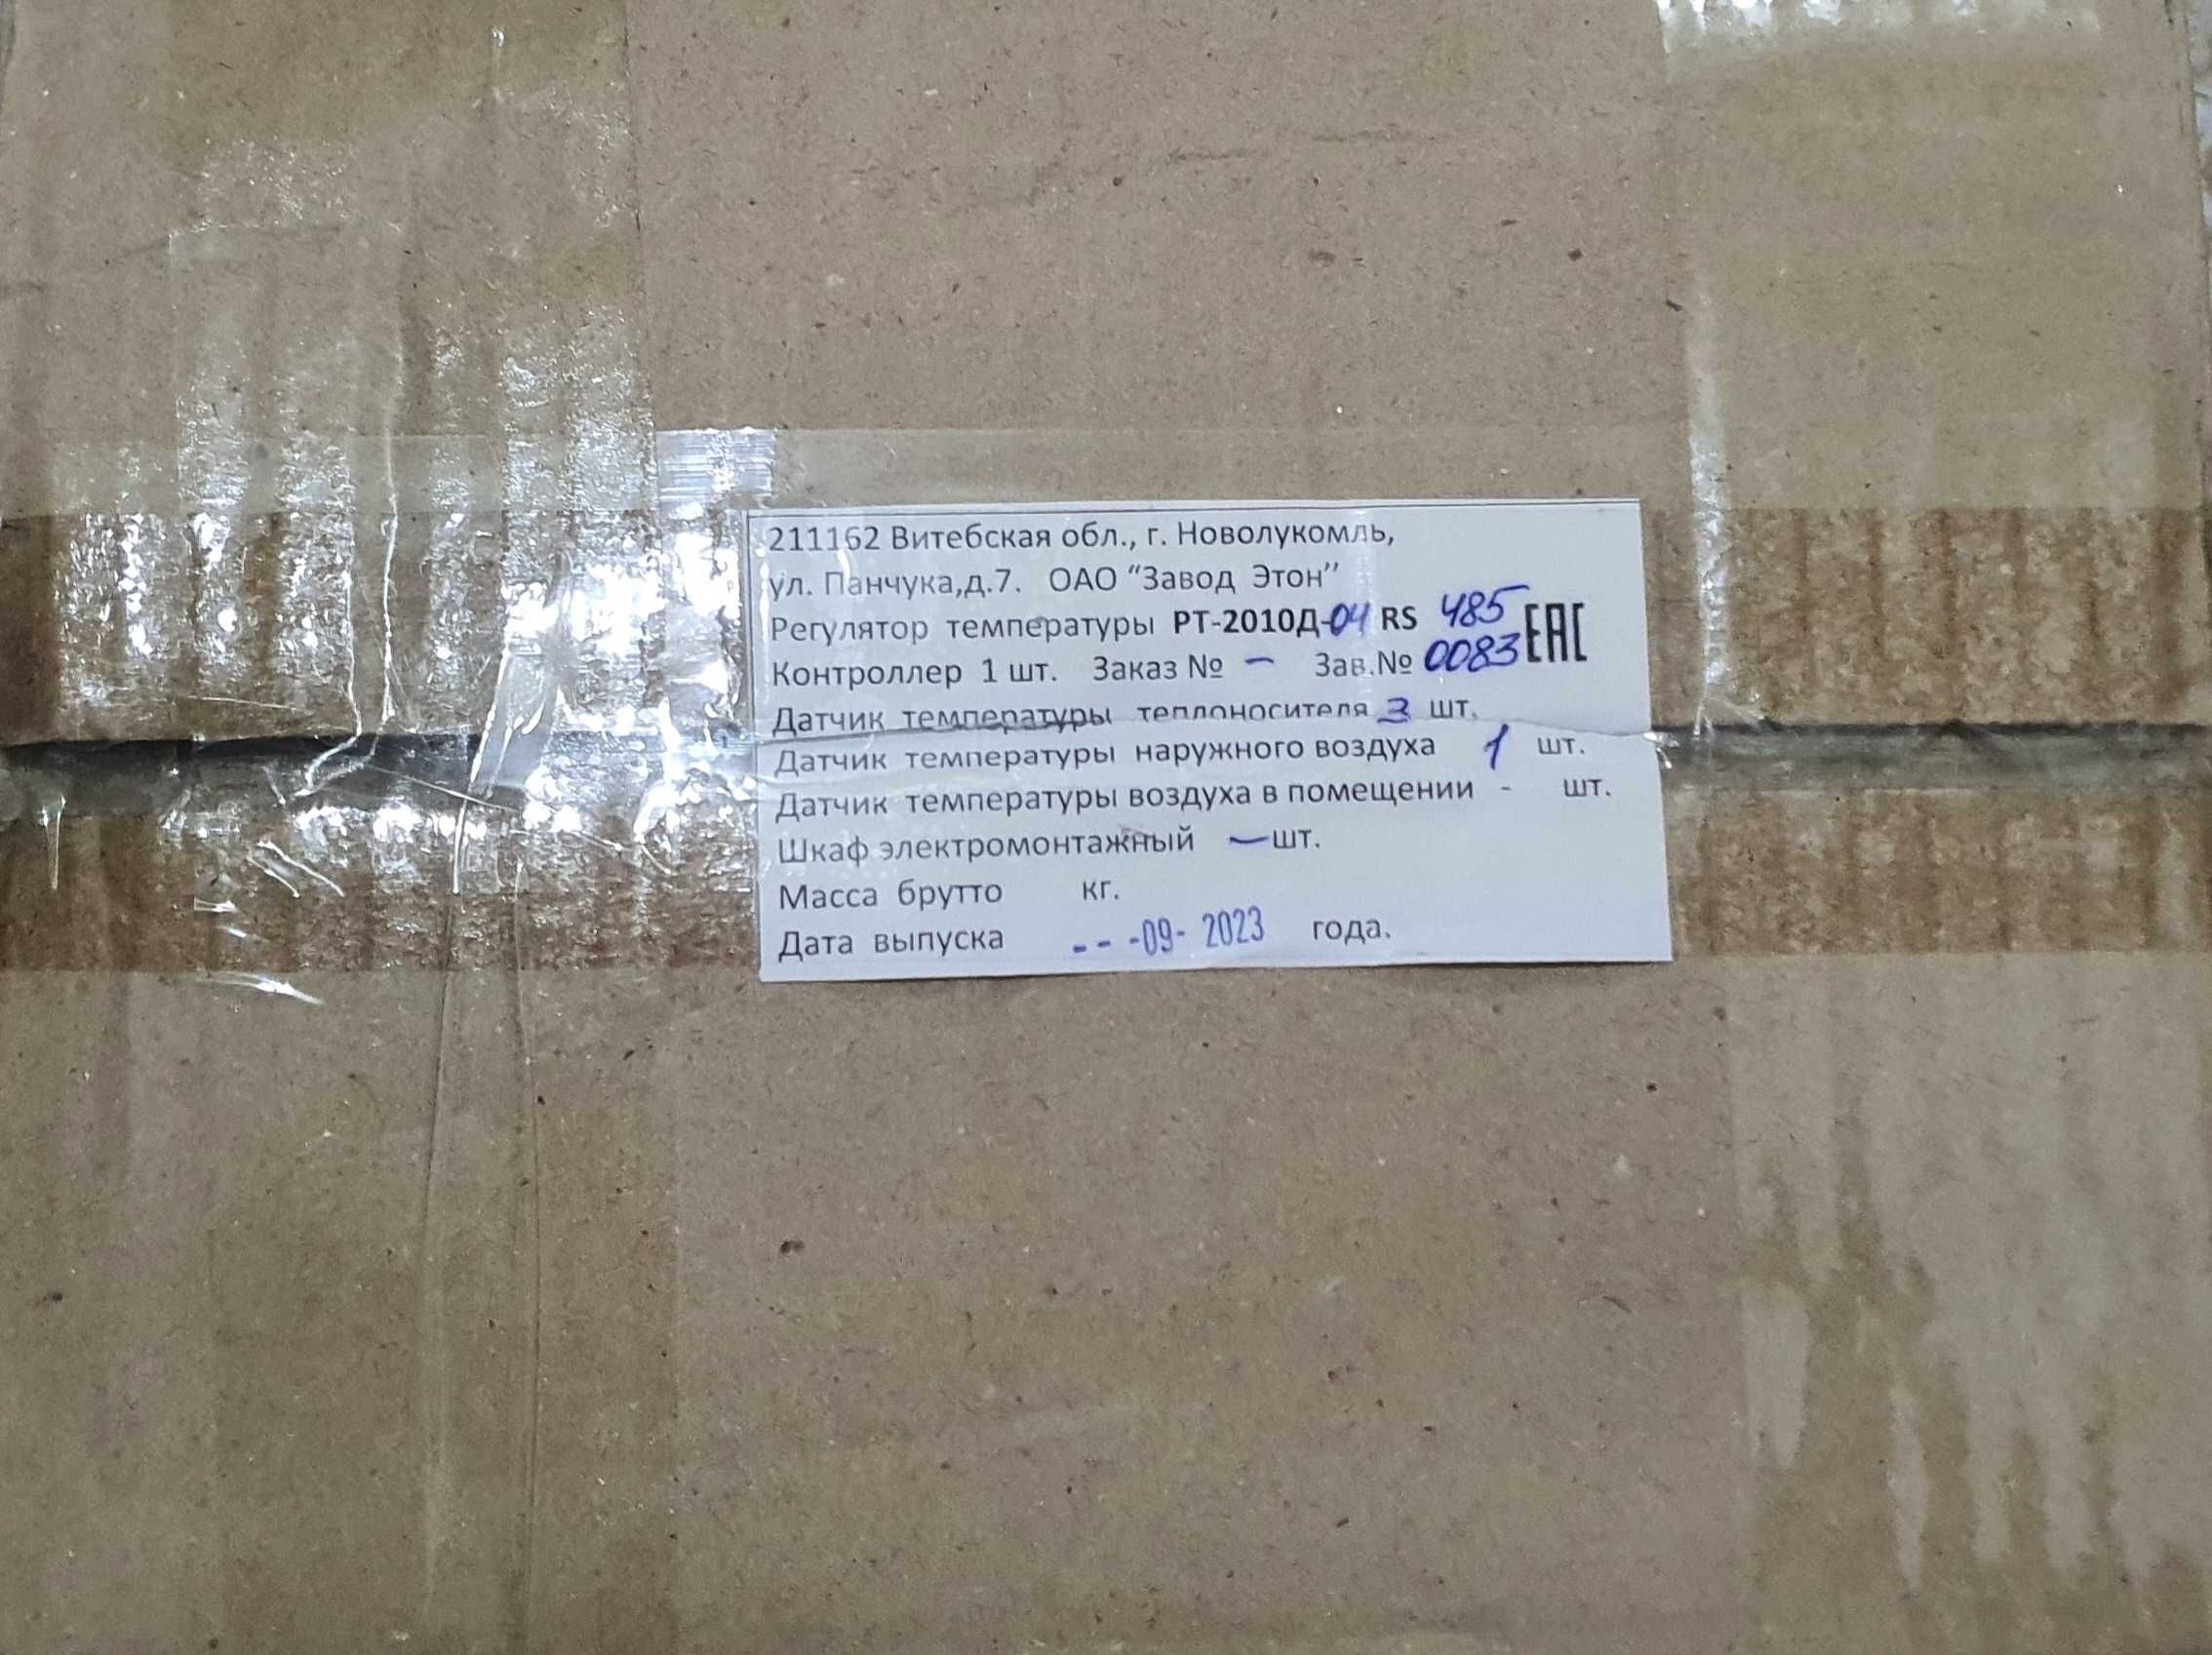 211162 Витебская обл., г. Новолукомль,
ул. Панчука,д.7. ОАО “Завод Этон’’
Регулятор температуры РТ-2010Д-04 RS 485
Контроллер 1 шт. Заказ № – Зав.№ 0083 EAC
Датчик температуры теплоносителя 3 шт.
Датчик температуры наружного воздуха 1 шт.
Датчик температуры воздуха в помещении - шт.
Шкаф электромонтажный – шт.
Масса брутто кг.
Дата выпуска - - -09- 2023 года.